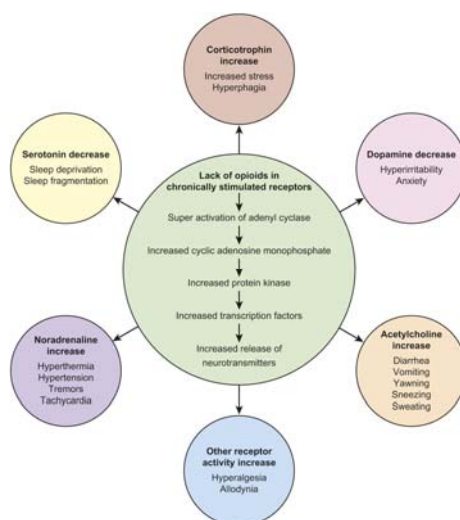 Corticotrophin
increase
Increased stress
Hyperphagia
Serotonin decrease
Sleep deprivation
Sleep fragmentation
Dopamine decrease
Hyperirritability
Anxiety
Lack of opioids in
chronically stimulated receptors
Super activation of adenyl cyclase
Increased cyclic adenosine monophosphate
Increased protein kinase
Increased transcription factors
Increased release of
neurotransmitters
Noradrenaline
increase
Hyperthermia
Hypertension
Tremors
Tachycardia
Acetylcholine
increase
Diarrhea
Vomiting
Yawning
Sneezing
Sweating
Other receptor
activity increase
Hyperalgesia
Allodynia